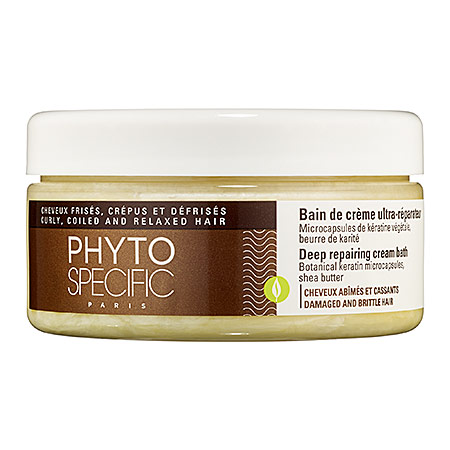 CHEVEUX FRISÉS, CRÉPUS ET DÉFRISÉS
CURLY, COILED AND RELAXED HAIR
PHYTO
SPECIFIC
PARIS
Bain de crème ultra-réparateur
Microcapsules de kératine végétale,
beurre de karité
Deep repairing cream bath
Botanical keratin microcapsules,
shea butter
CHEVEUX ABÎMÉS ET CASSANTS
DAMAGED AND BRITTLE HAIR